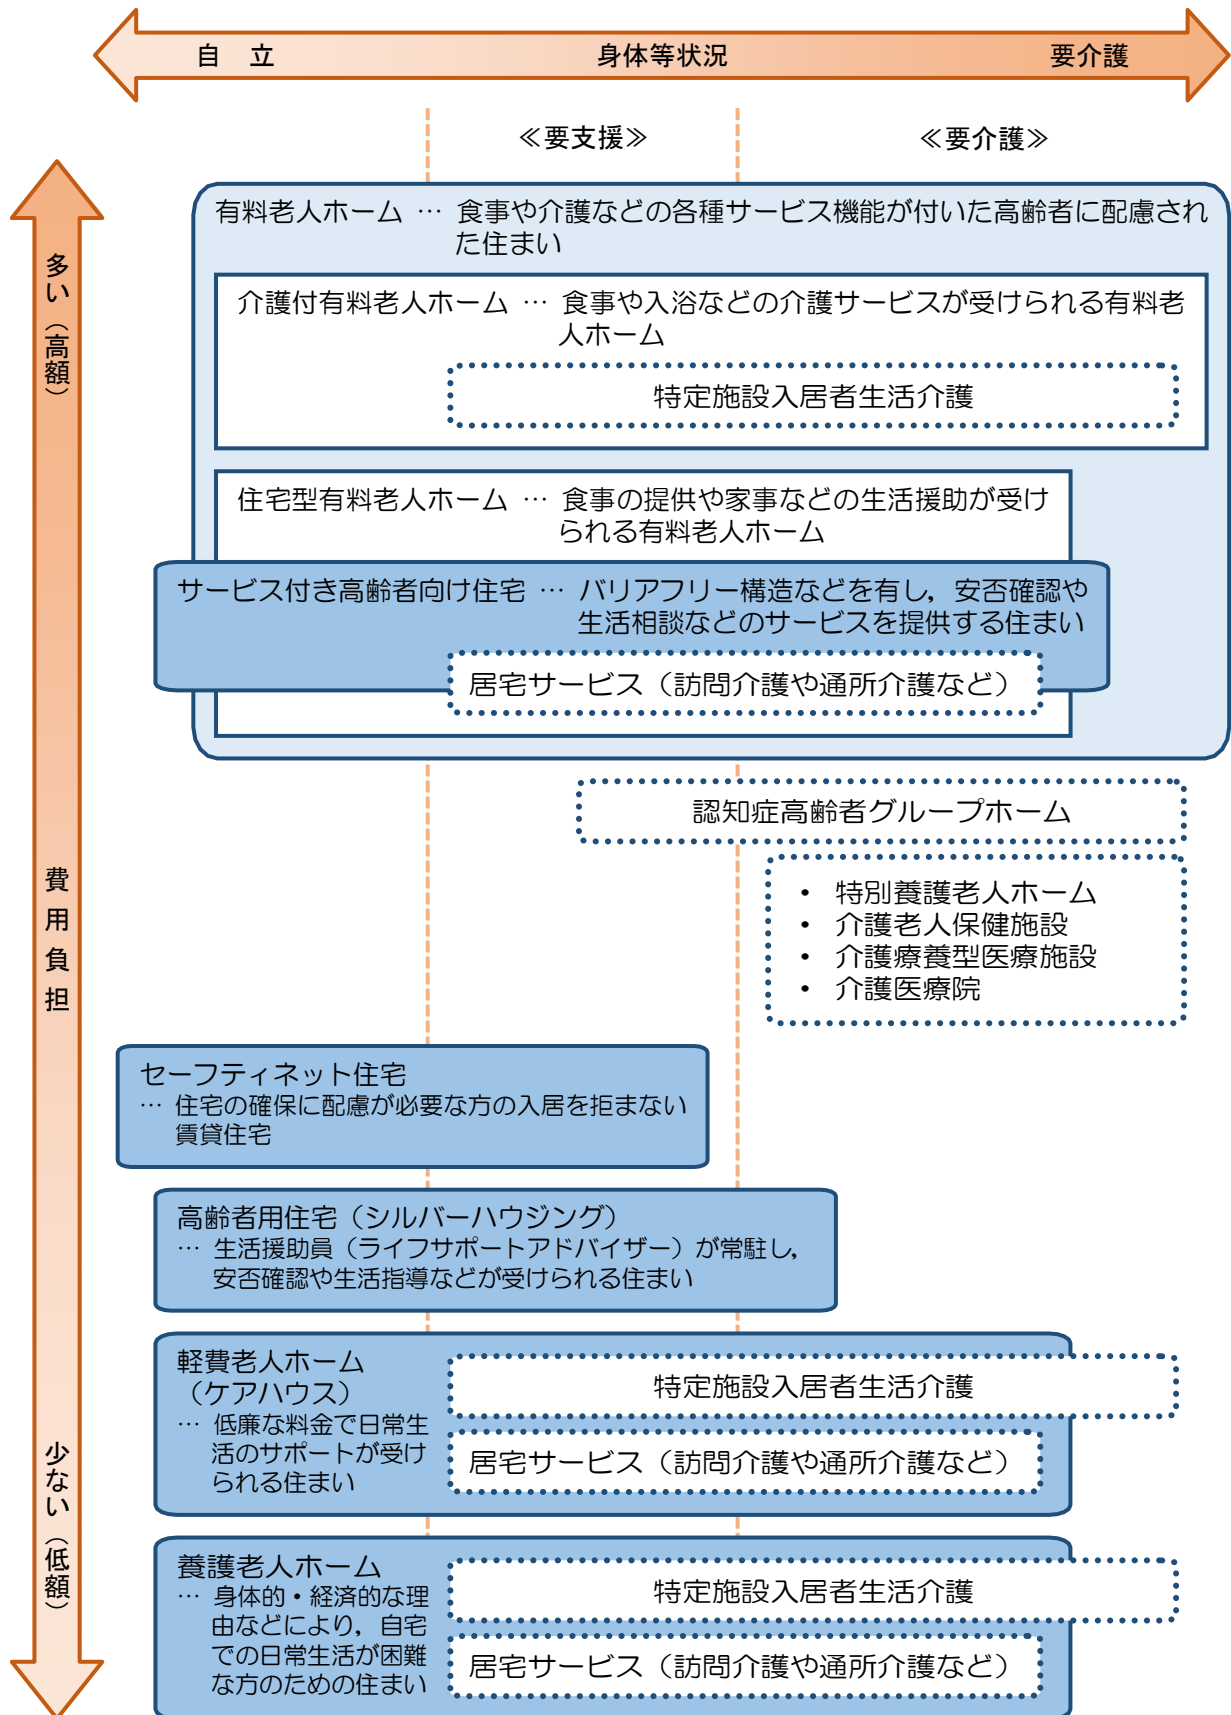 自 立 身体等状況 要介護
≪要支援≫ ≪要介護≫
多い（高額）
費用負担
少ない（低額）
有料老人ホーム … 食事や介護などの各種サービス機能が付いた高齢者に配慮され
た住まい
介護付有料老人ホーム … 食事や入浴などの介護サービスが受けられる有料老
人ホーム
特定施設入居者生活介護
住宅型有料老人ホーム … 食事の提供や家事などの生活援助が受け
られる有料老人ホーム
サービス付き高齢者向け住宅 … バリアフリー構造などを有し，安否確認や
生活相談などのサービスを提供する住まい
居宅サービス（訪問介護や通所介護など）
認知症高齢者グループホーム
・ 特別養護老人ホーム
・ 介護老人保健施設
・ 介護療養型医療施設
・ 介護医療院
セーフティネット住宅
… 住宅の確保に配慮が必要な方の入居を拒まない
賃貸住宅
高齢者用住宅（シルバーハウジング）
… 生活援助員（ライフサポートアドバイザー）が常駐し，
安否確認や生活指導などが受けられる住まい
軽費老人ホーム
（ケアハウス）
… 低廉な料金で日常生
活のサポートが受け
られる住まい
特定施設入居者生活介護
居宅サービス（訪問介護や通所介護など）
養護老人ホーム
… 身体的・経済的な理
由などにより，自宅
での日常生活が困難
な方のための住まい
特定施設入居者生活介護
居宅サービス（訪問介護や通所介護など）